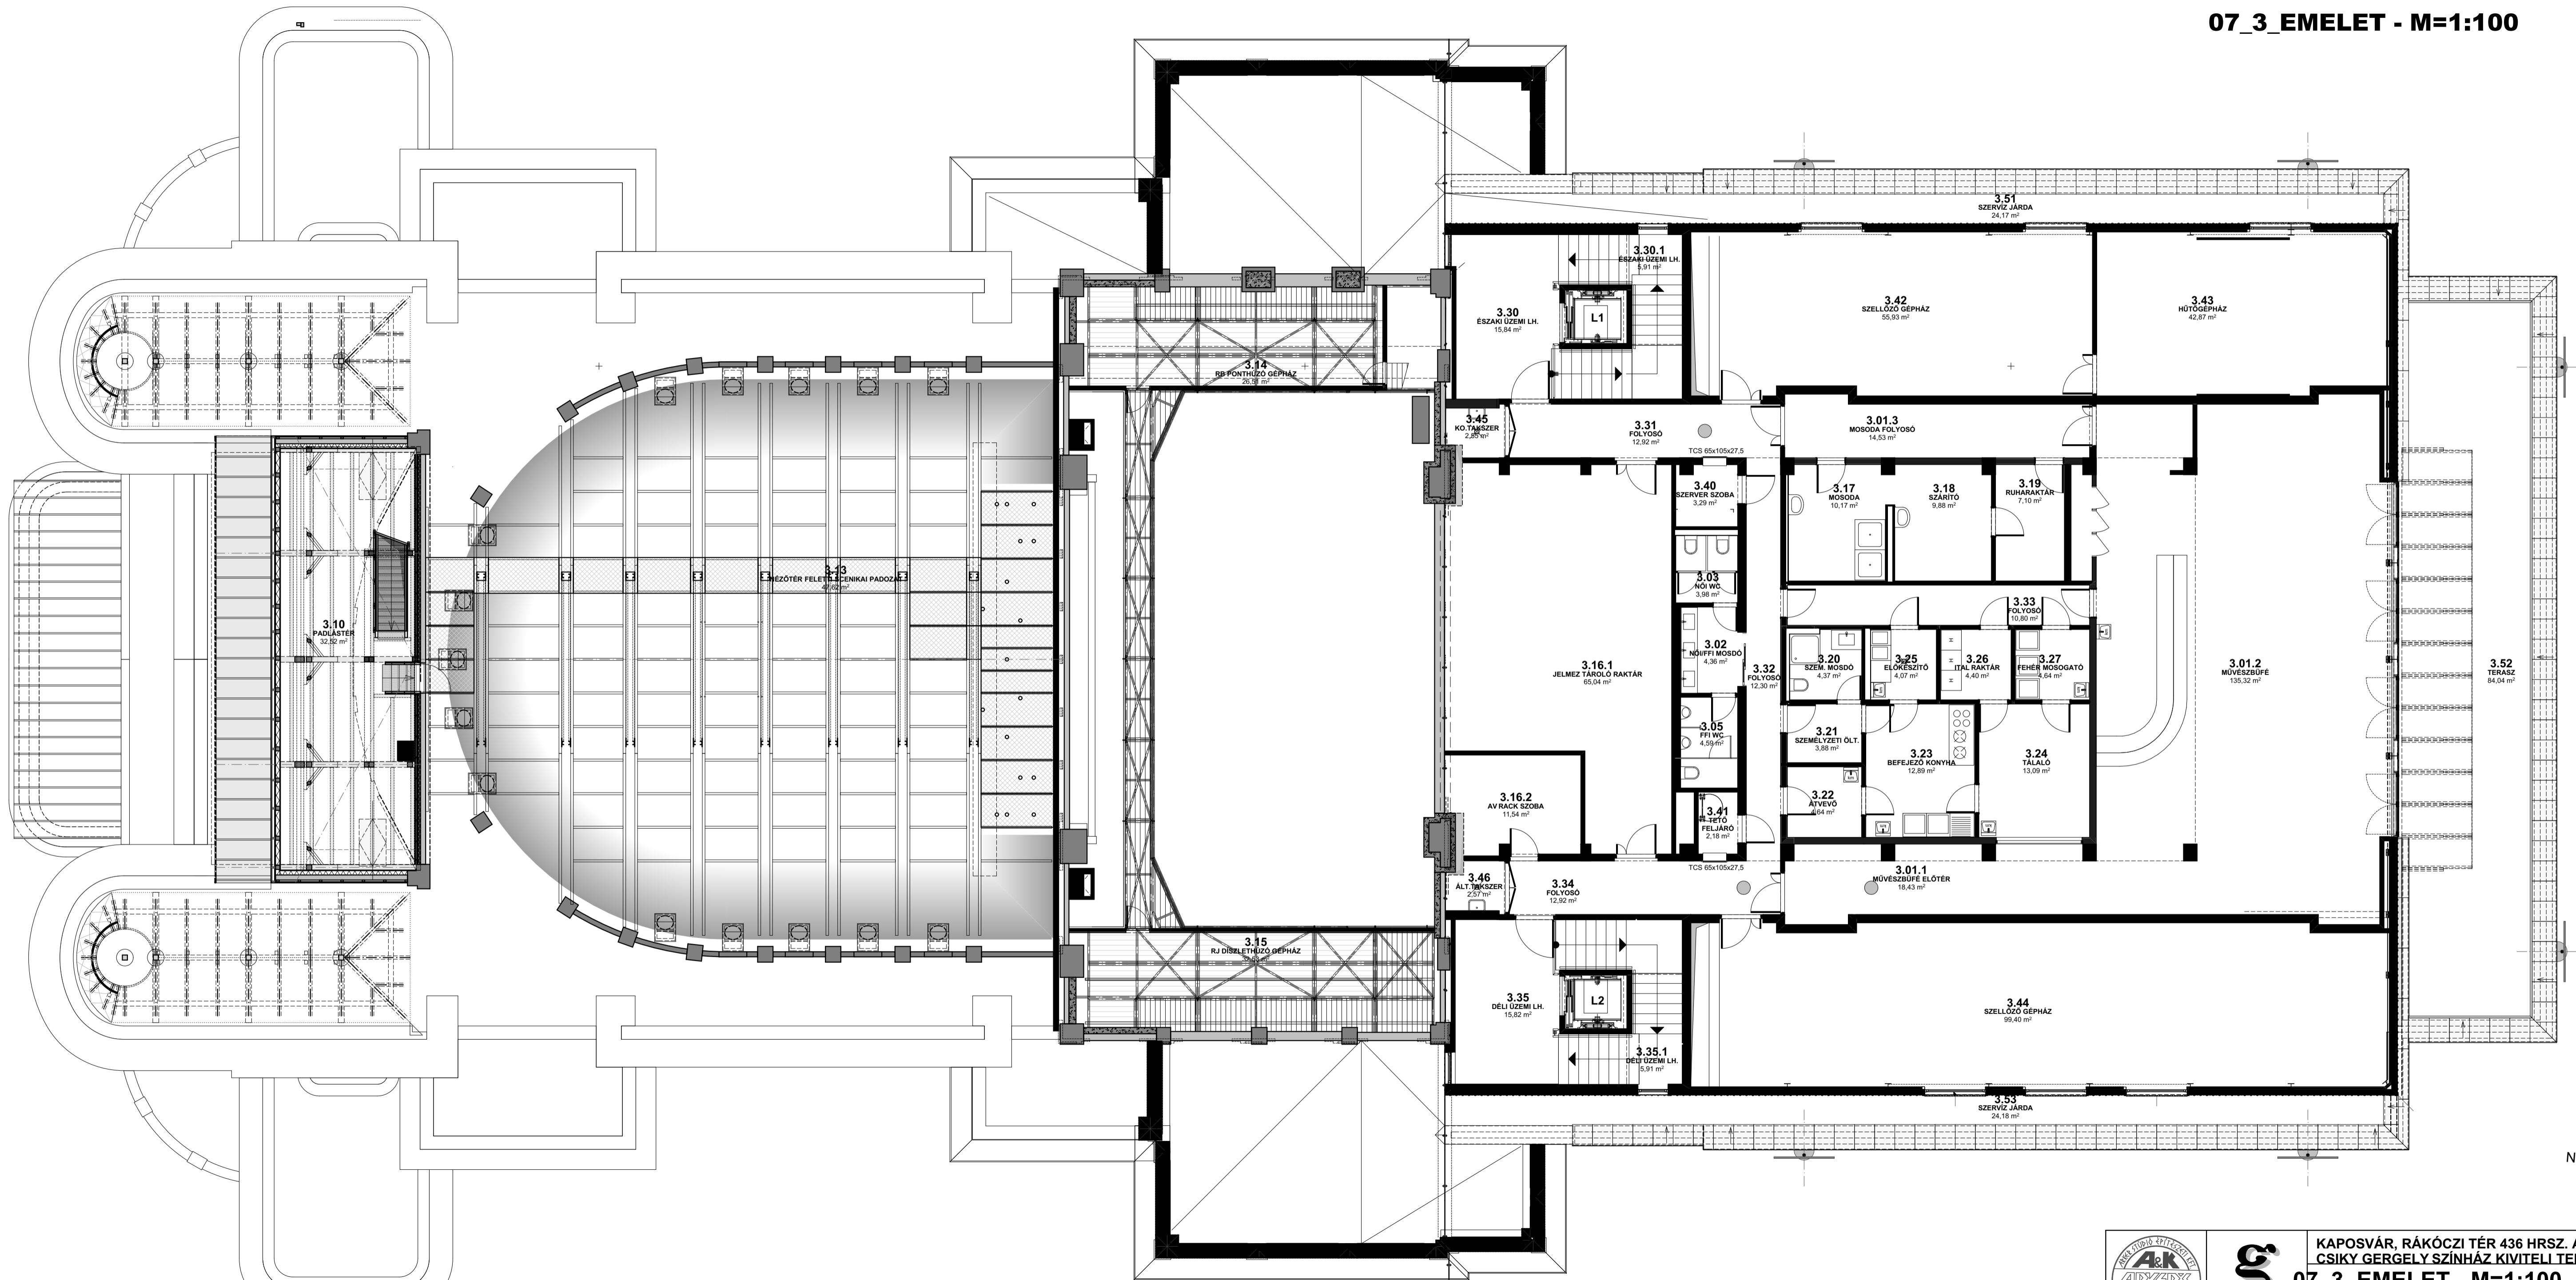 07_3_EMELET - M=1:100
3.51
SZERVÍZ JÁRDA
24,17 m²
3.30.1
ÉSZAKI ÜZEMI LH.
5,91 m²
3.30
ÉSZAKI ÜZEMI LH.
15,84 m²
L1
3.42
SZELLŐZŐ GÉPHÁZ
55,93 m²
3.43
HŰTŐGÉPHÁZ
42,87 m²
3.14
RB PONTHÚZÓ GÉPHÁZ
3.45
KO.TAKSZER
3.31
FOLYOSÓ
12,92 m²
TCS 65x105x27,5
3.01.3
MOSODA FOLYOSÓ
14,53 m²
3.40
SZERVER SZOBA
3,29 m²
3.17
MOSODA
10,17 m²
3.18
SZÁRÍTÓ
9,88 m²
3.19
RUHARAKTÁR
7,10 m²
3.13
NÉZŐTÉR FELETTI SCENIKAI PADOZAT
47,62 m²
3.03
NŐI WC
3,98 m²
3.33
FOLYOSÓ
10,80 m²
3.10
PADLÁSTÉR
32,52 m²
3.02
NŐI/FFI MOSDÓ
4,36 m²
3.32
FOLYOSÓ
12,30 m²
3.20
SZEM. MOSDÓ
4,37 m²
3.25
ELŐKÉSZÍTŐ
4,07 m²
3.26
ITAL RAKTÁR
4,40 m²
3.27
FEHÉR MOSOGATÓ
4,64 m²
3.16.1
JELMEZ TÁROLÓ RAKTÁR
65,04 m²
3.01.2
MŰVÉSZBÜFÉ
135,32 m²
3.52
TERASZ
84,04 m²
3.05
FFI WC
4,59 m²
3.21
SZEMÉLYZETI ÖLT.
3,88 m²
3.23
BEFEJEZŐ KONYHA
12,89 m²
3.24
TÁLALÓ
13,09 m²
3.16.2
AV RACK SZOBA
11,54 m²
3.41
TETŐ
FELJÁRÓ
2,18 m²
3.22
ÁTVEVŐ
4,64 m²
TCS 65x105x27,5
3.46
ÁLT.TAKSZER
2,57 m²
3.34
FOLYOSÓ
12,92 m²
3.01.1
MŰVÉSZBÜFÉ ELŐTÉR
18,43 m²
3.15
RJ DÍSZLETHÚZÓ GÉPHÁZ
3.35
DÉLI ÜZEMI LH.
15,82 m²
L2
3.44
SZELLŐZŐ GÉPHÁZ
99,40 m²
3.35.1
DÉLI ÜZEMI LH.
5,91 m²
3.53
SZERVÍZ JÁRDA
24,18 m²
N
A&K
KAPOSVÁR, RÁKÓCZI TÉR 436 HRSZ. A
CSIKY GERGELY SZÍNHÁZ KIVITELI TE
07_3_EMELET - M=1:100